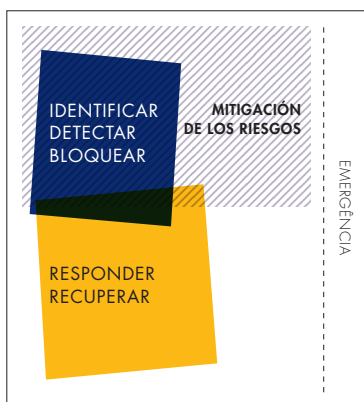 IDENTIFICAR
DETECTAR
BLOQUEAR
MITIGACIÓN
DE LOS RIESGOS
RESPONDER
RECUPERAR
EMERGÊNCIA